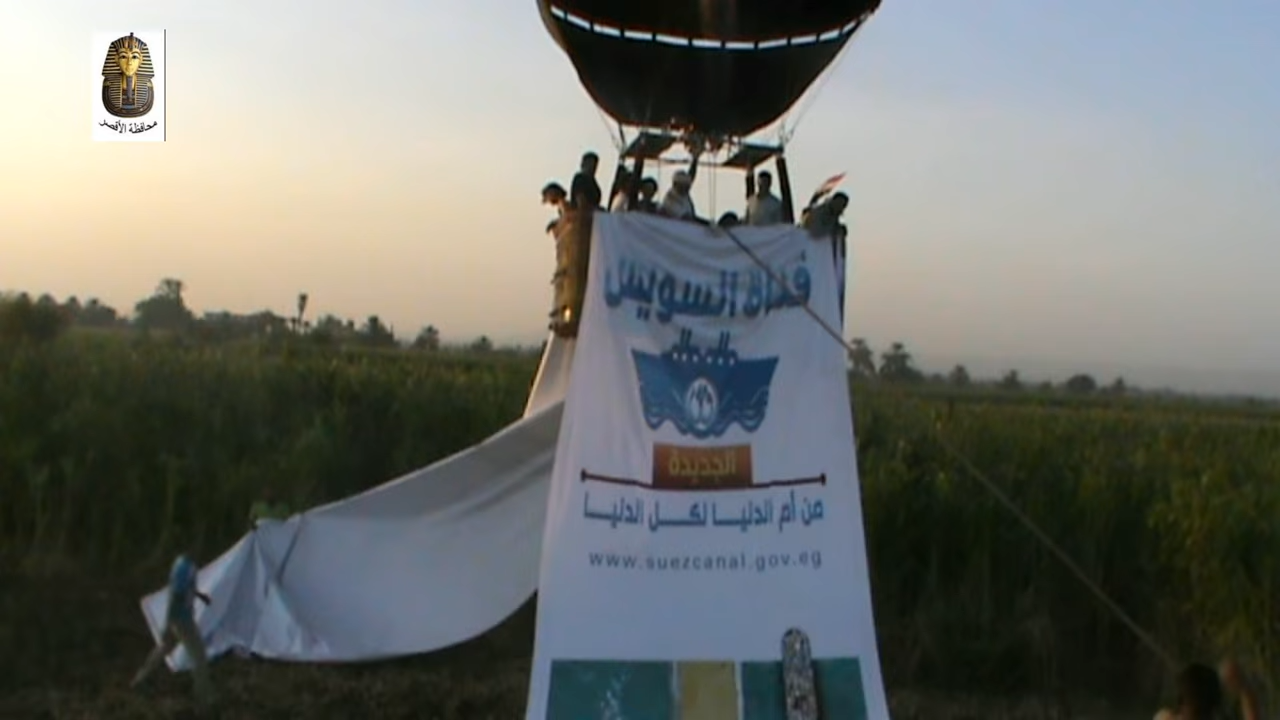 محافظة الأقصر
قناة السويس
الجديدة
من أم الدنيا لكل الدنيا
www.suezcanal.gov.eg